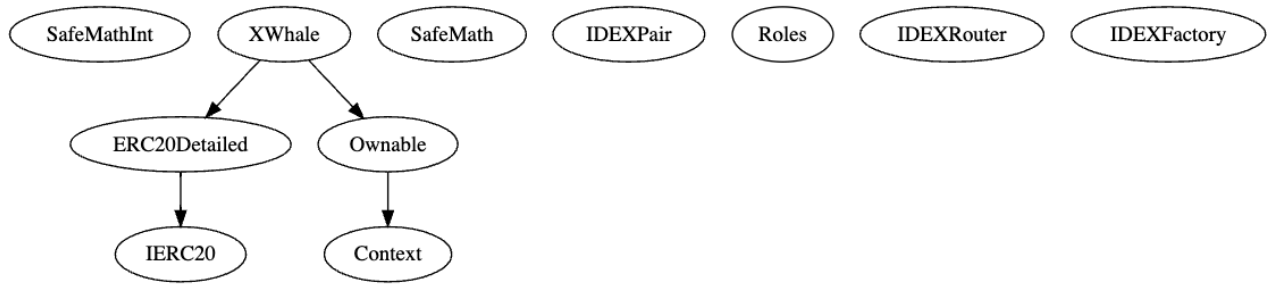 SafeMathInt
XWhale
SafeMath
IDEXPair
Roles
IDEXRouter
IDEXFactory
ERC20Detailed
Ownable
IERC20
Context